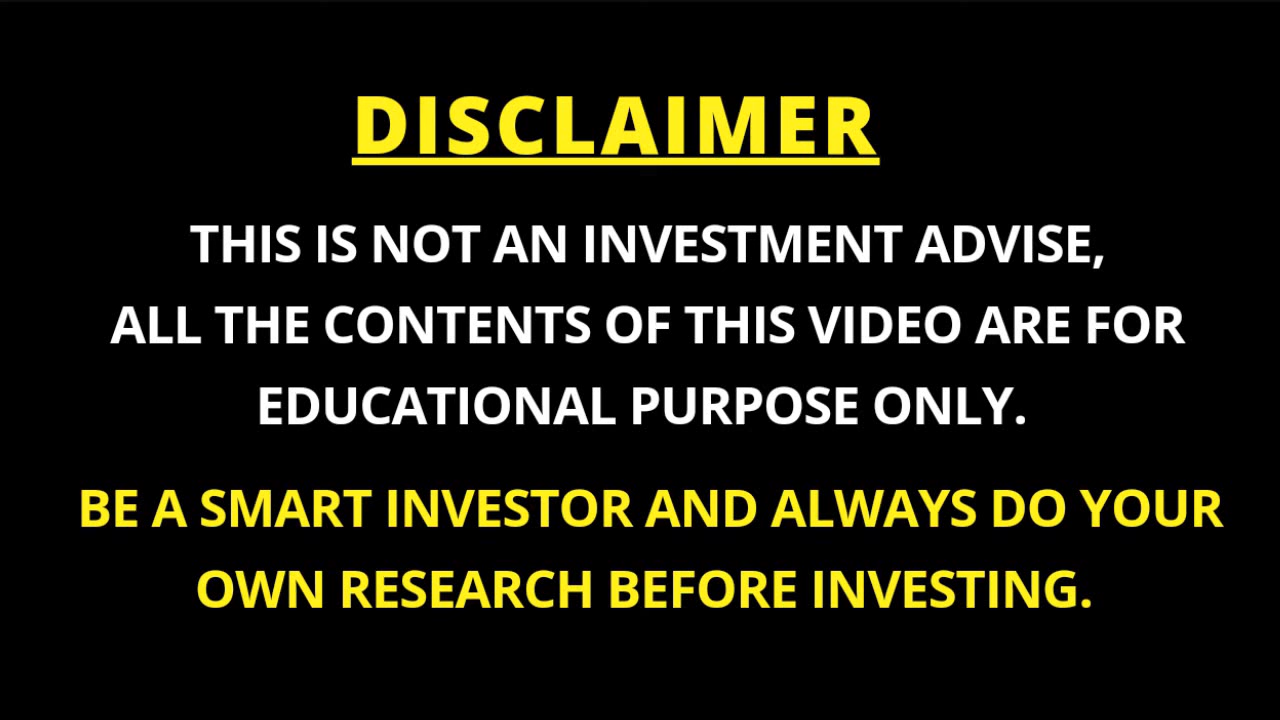 DISCLAIMER
THIS IS NOT AN INVESTMENT ADVISE,
ALL THE CONTENTS OF THIS VIDEO ARE FOR
EDUCATIONAL PURPOSE ONLY.
BE A SMART INVESTOR AND ALWAYS DO YOUR
OWN RESEARCH BEFORE INVESTING.